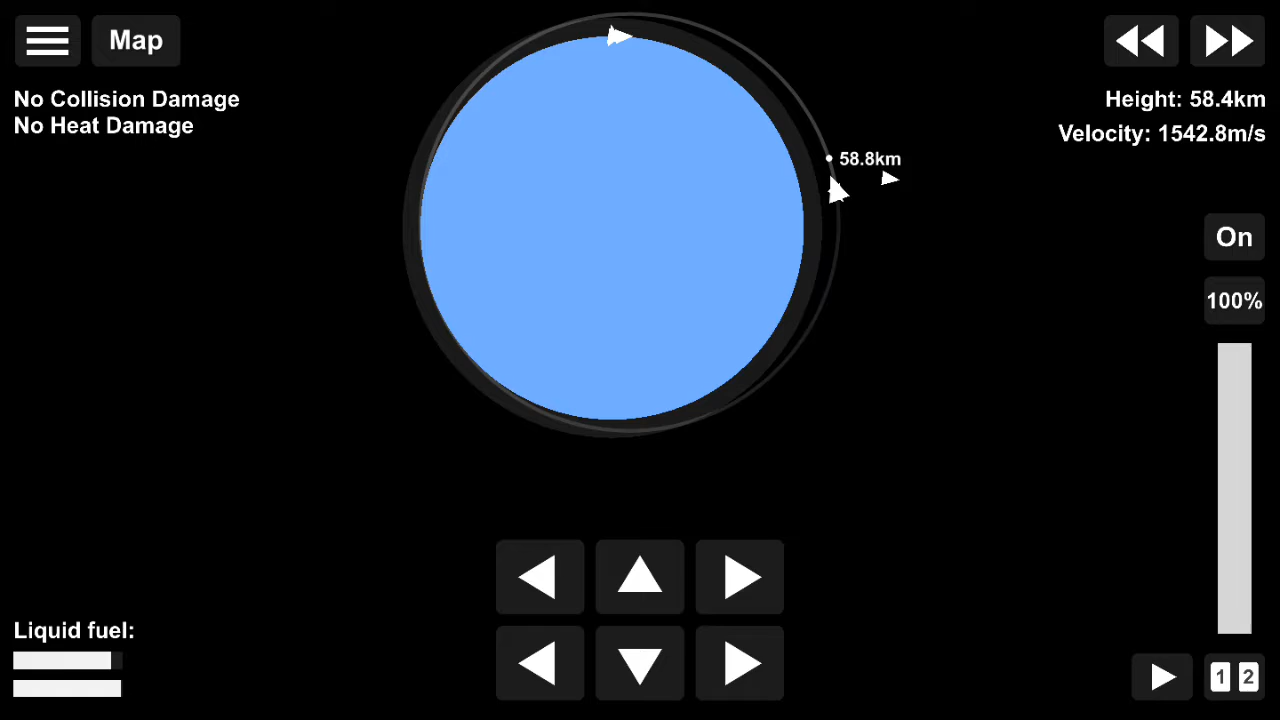 Map
No Collision Damage
No Heat Damage
Height: 58.4km
Velocity: 1542.8m/s
58.8km
On
100%
Liquid fuel:
1 2